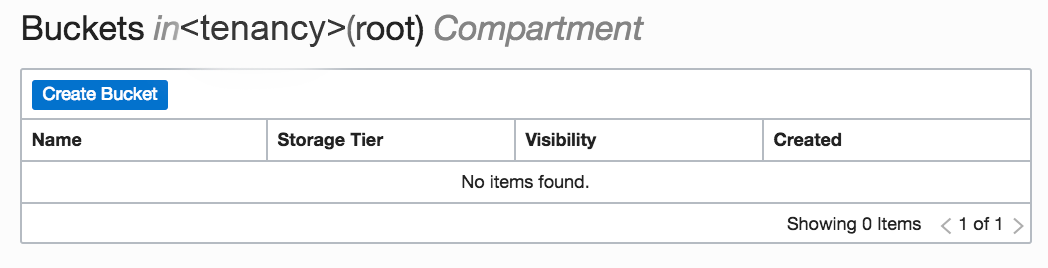 Buckets in<tenancy>(root) Compartment
Create Bucket
Name Storage Tier Visibility Created
No items found.
Showing 0 Items < 1 of 1 >